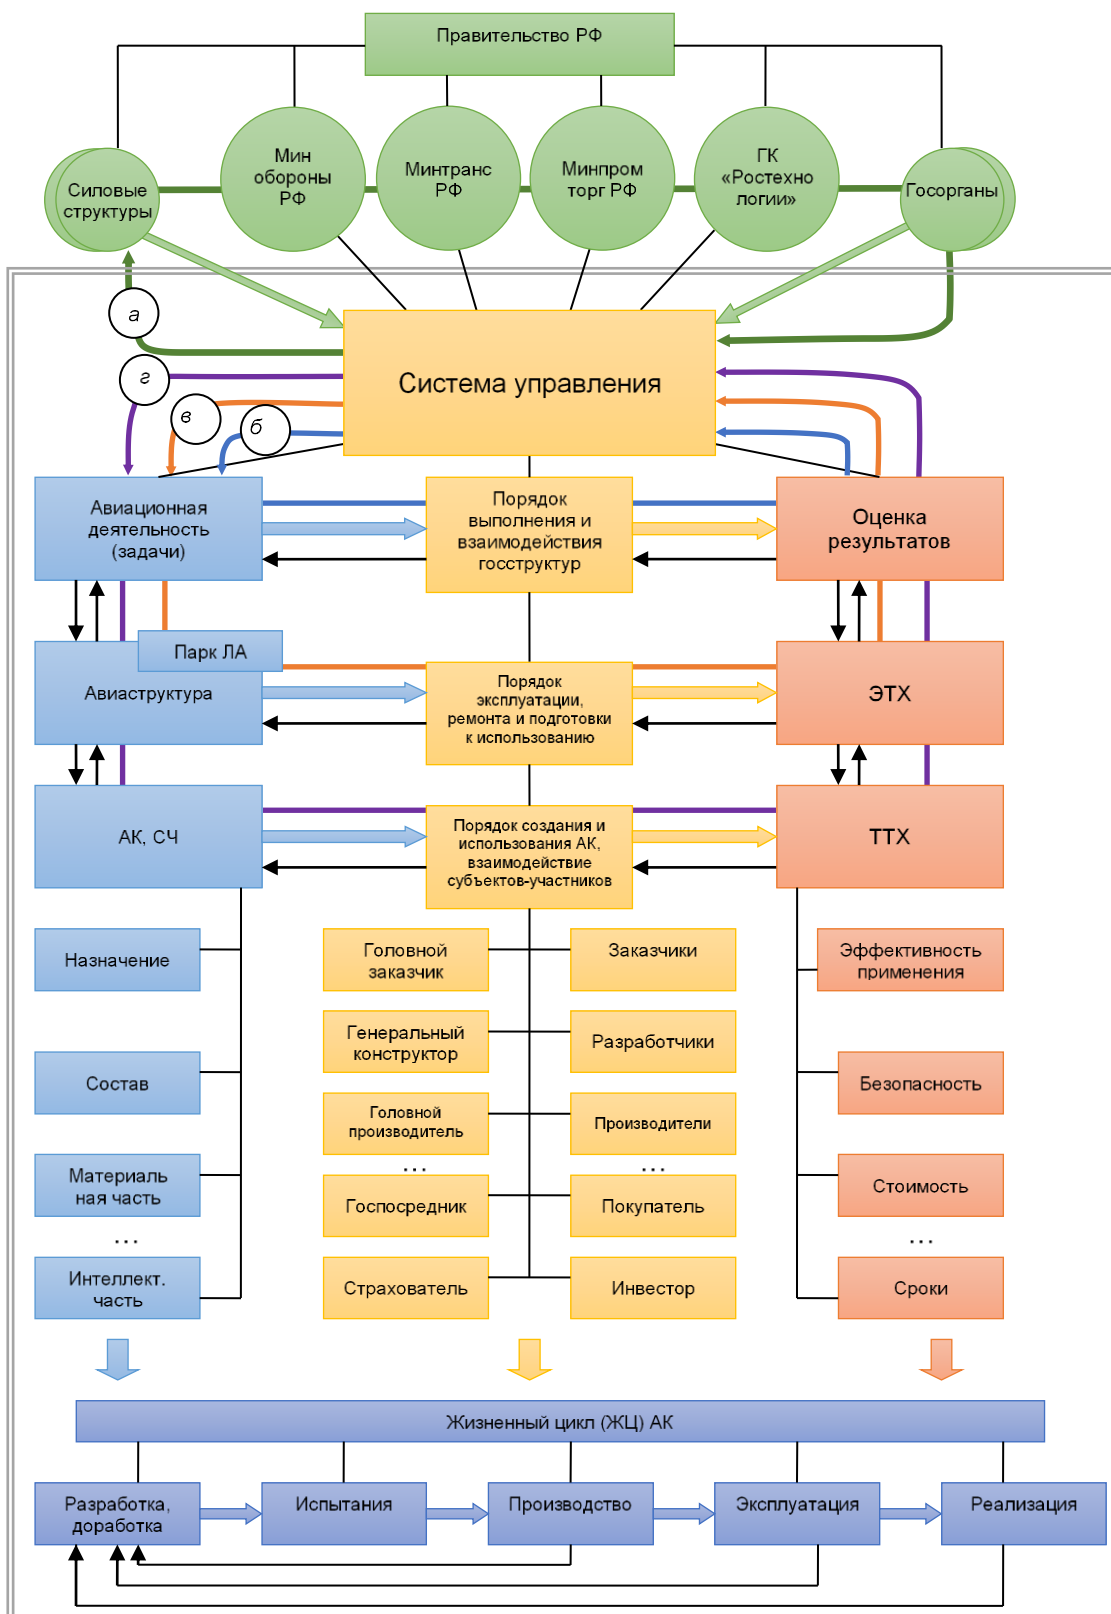 Правительство РФ
Силовые
структуры
Мин
обороны
РФ
Минтранс
РФ
Минпром
торг РФ
ГК
«Ростехно
логии»
Госорганы
а
г
в
б
Система управления
Авиационная
деятельность
(задачи)
Порядок
выполнения и
взаимодействия
госструктур
Оценка
результатов
Парк ЛА
Авиаструктура
Порядок
эксплуатации,
ремонта и подготовки
к использованию
ЭТХ
АК, СЧ
Порядок создания и
использования АК,
взаимодействие
субъектов-участников
ТТХ
Назначение
Состав
Материаль
ная часть
...
Интеллект.
часть
Головной
заказчик
Заказчики
Генеральный
конструктор
Разработчики
Головной
производитель
Производители
...
...
Госпосредник
Покупатель
Страхователь
Инвестор
Эффективность
применения
Безопасность
Стоимость
...
Сроки
Жизненный цикл (ЖЦ) АК
Разработка,
доработка
Испытания
Производство
Эксплуатация
Реализация